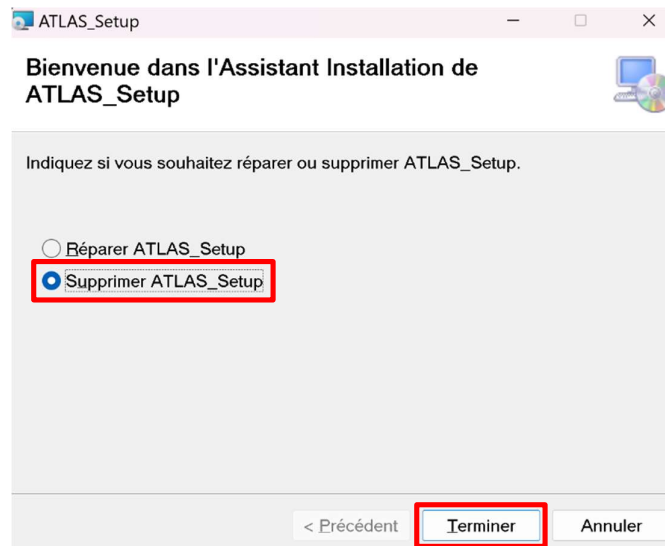 ATLAS_Setup
Bienvenue dans l'Assistant Installation de
ATLAS_Setup
Indiquez si vous souhaitez réparer ou supprimer ATLAS_Setup.
Réparer ATLAS_Setup
Supprimer ATLAS_Setup
< Précédent
Terminer
Annuler